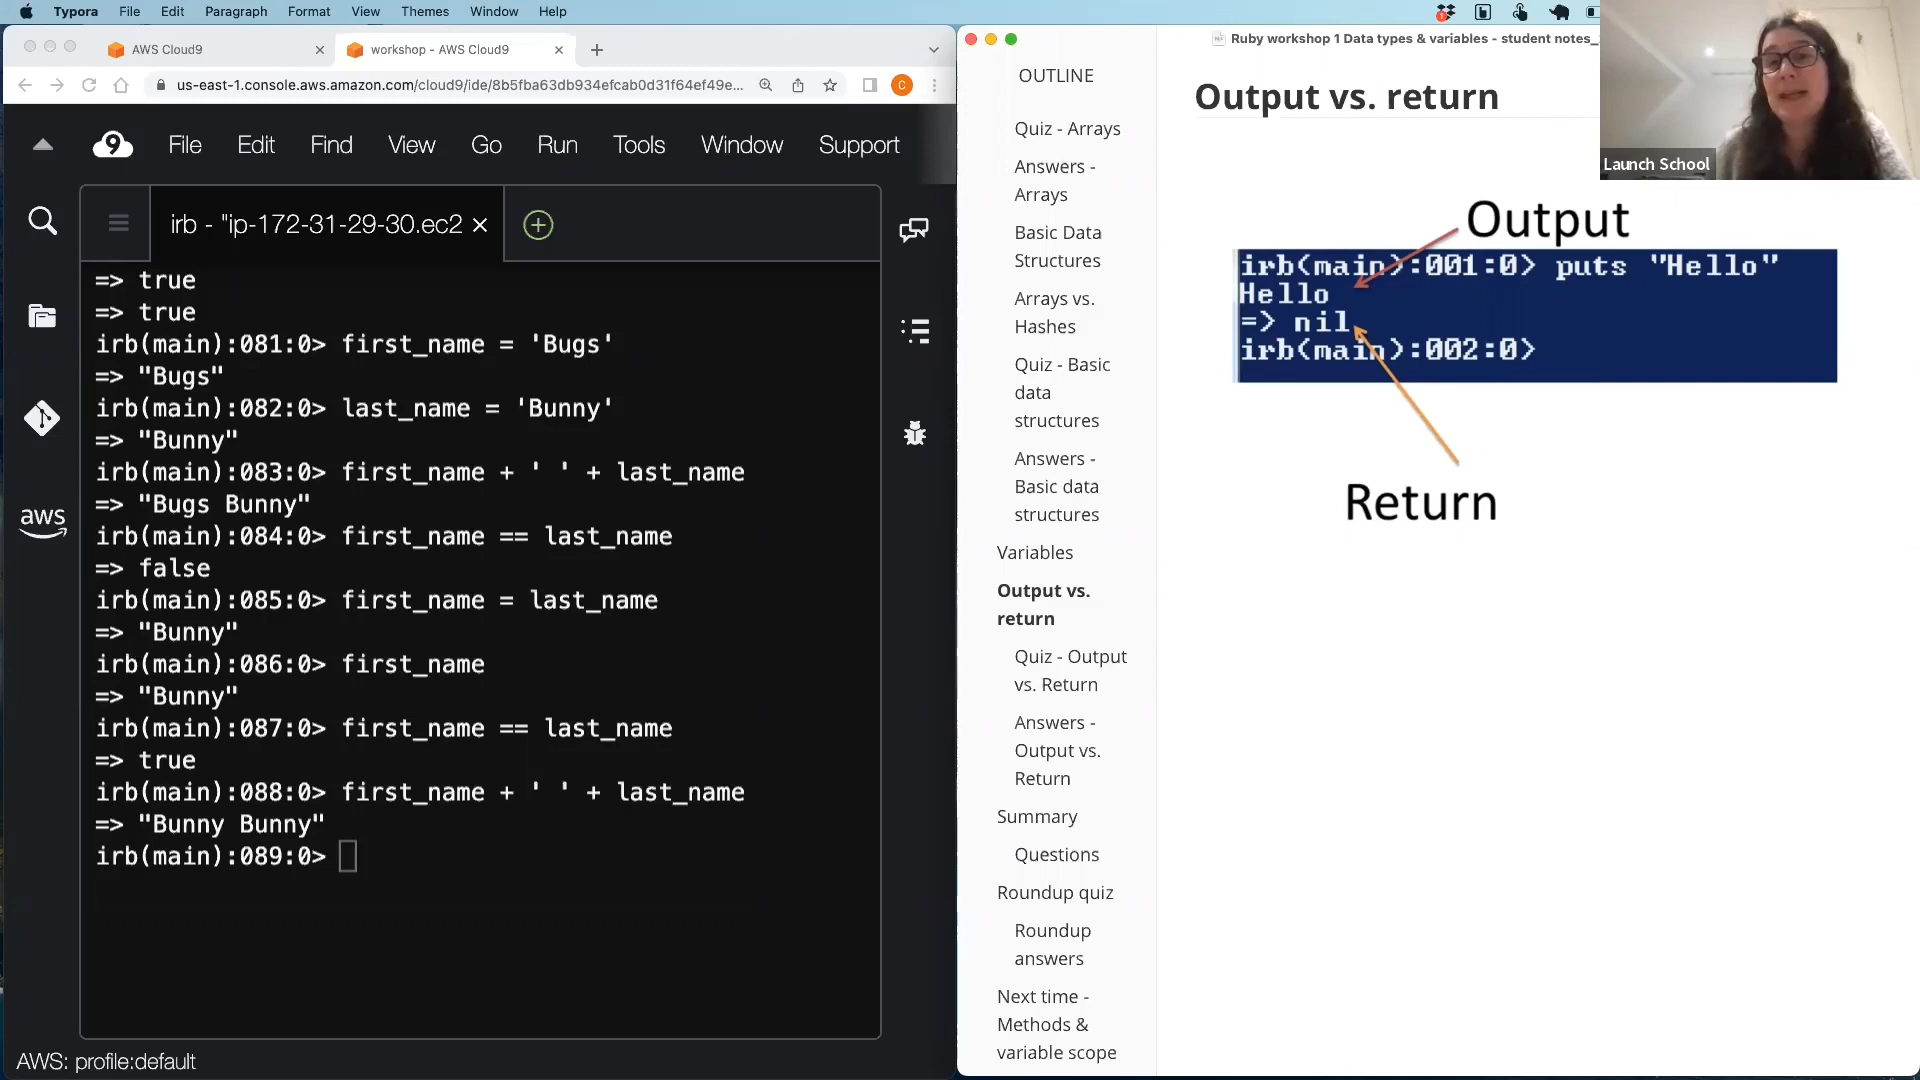 Typora File Edit Paragraph Format View Themes Window Help
AWS Cloud9
workshop - AWS Cloud9
us-east-1.console.aws.amazon.com/cloud9/ide/8b5fba63db934efcab0d31f64ef49e...
C
9 File Edit Find View Go Run Tools Window Support
irb - "ip-172-31-29-30.ec2
aws
=> true
=> true
irb(main):081:0> first_name = 'Bugs'
=> "Bugs"
irb(main):082:0> last_name = 'Bunny'
=> "Bunny"
irb(main):083:0> first_name + ' ' + last_name
=> "Bugs Bunny"
irb(main):084:0> first_name == last_name
=> false
irb(main):085:0> first_name = last_name
=> "Bunny"
irb(main):086:0> first_name
=> "Bunny"
irb(main):087:0> first_name == last_name
=> true
irb(main):088:0> first_name + ' ' + last_name
=> "Bunny Bunny"
irb(main):089:0>
AWS: profile:default
Ruby workshop 1 Data types & variables - student notes_
OUTLINE
Quiz - Arrays
Answers -
Arrays
Basic Data
Structures
Arrays vs.
Hashes
Quiz - Basic
data
structures
Answers -
Basic data
structures
Variables
Output vs.
return
Quiz - Output
vs. Return
Answers -
Output vs.
Return
Summary
Questions
Roundup quiz
Roundup
answers
Next time -
Methods &
variable scope
Output vs. return
Output
irb(main):001:0> puts "Hello"
Hello
=> nil
irb(main):002:0>
Return
Launch School